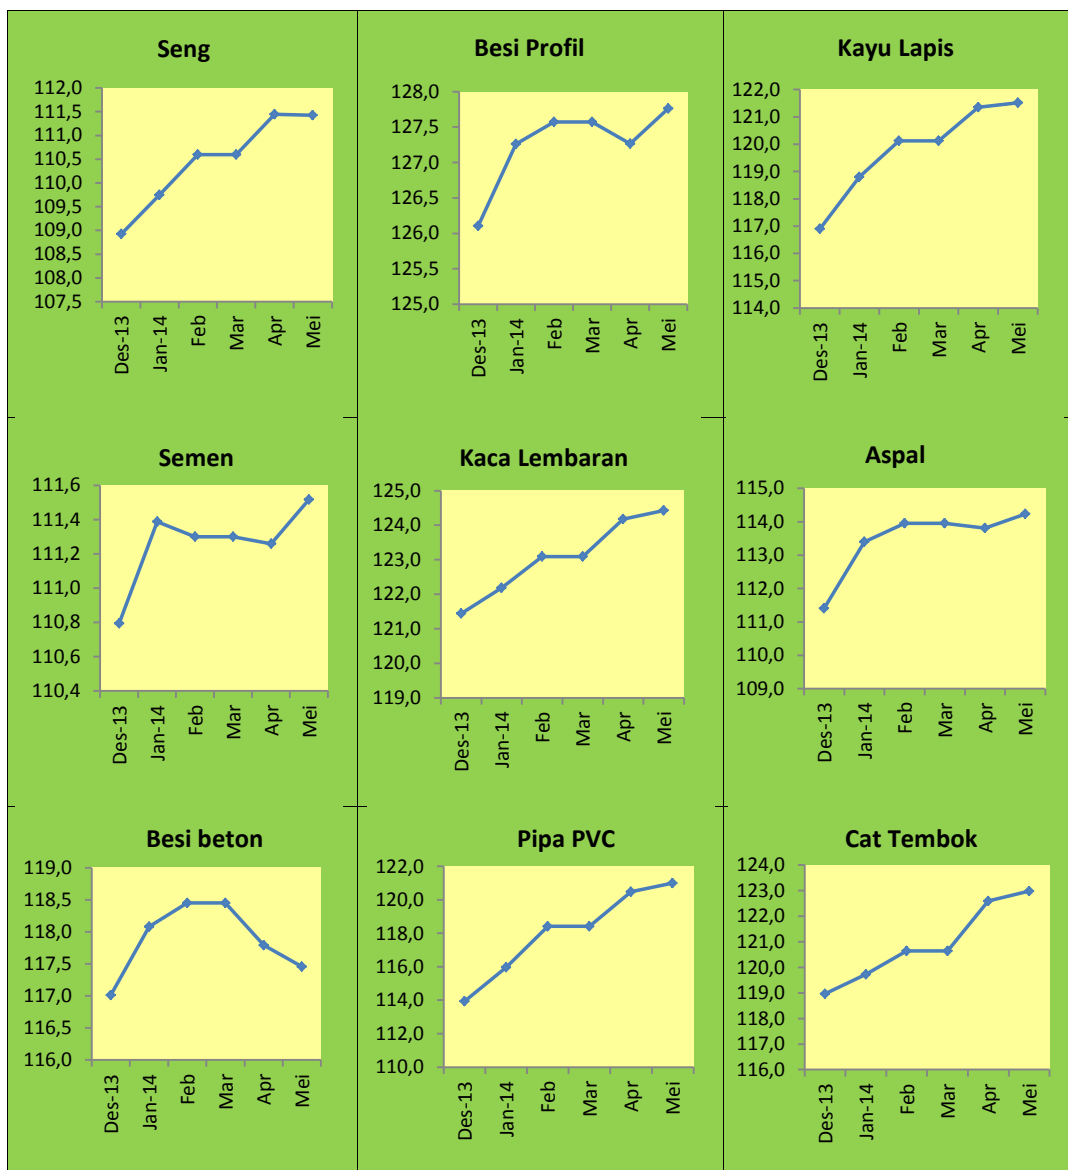 Seng
112,0
111,5
111,0
110,5
110,0
109,5
109,0
108,5
108,0
107,5
Des-13
Jan-14
Feb
Mar
Apr
Mei
Besi Profil
128,0
127,5
127,0
126,5
126,0
125,5
125,0
Des-13
Jan-14
Feb
Mar
Apr
Mei
Kayu Lapis
122,0
121,0
120,0
119,0
118,0
117,0
116,0
115,0
114,0
Des-13
Jan-14
Feb
Mar
Apr
Mei
Semen
111,6
111,4
111,2
111,0
110,8
110,6
110,4
Des-13
Jan-14
Feb
Mar
Apr
Mei
Kaca Lembaran
125,0
124,0
123,0
122,0
121,0
120,0
119,0
Des-13
Jan-14
Feb
Mar
Apr
Mei
Aspal
115,0
114,0
113,0
112,0
111,0
110,0
109,0
Des-13
Jan-14
Feb
Mar
Apr
Mei
Besi beton
119,0
118,5
118,0
117,5
117,0
116,5
116,0
Des-13
Jan-14
Feb
Mar
Apr
Mei
Pipa PVC
122,0
120,0
118,0
116,0
114,0
112,0
110,0
Des-13
Jan-14
Feb
Mar
Apr
Mei
Cat Tembok
124,0
123,0
122,0
121,0
120,0
119,0
118,0
117,0
116,0
Des-13
Jan-14
Feb
Mar
Apr
Mei